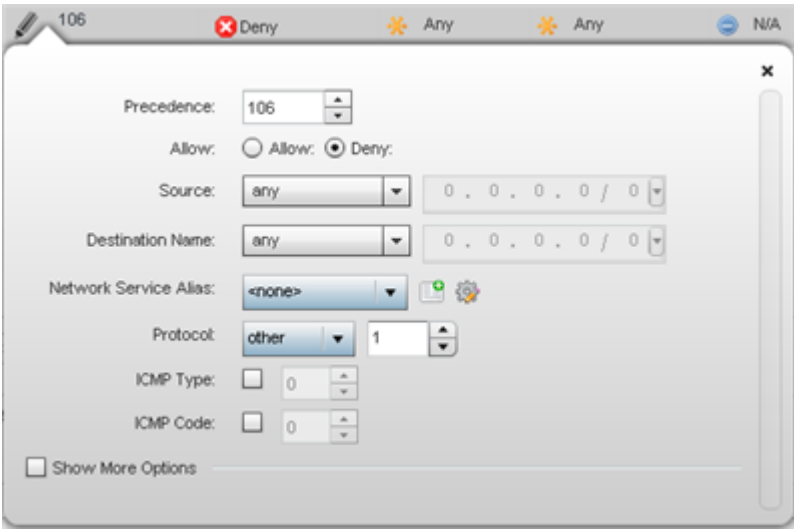 106 Deny Any Any N/A
Precedence: 106
Allow: Allow: Deny:
Source: any 0 . 0 . 0 . 0 / 0
Destination Name: any 0 . 0 . 0 . 0 / 0
Network Service Alias: <none>
Protocol: other 1
ICMP Type: 0
ICMP Code: 0
Show More Options